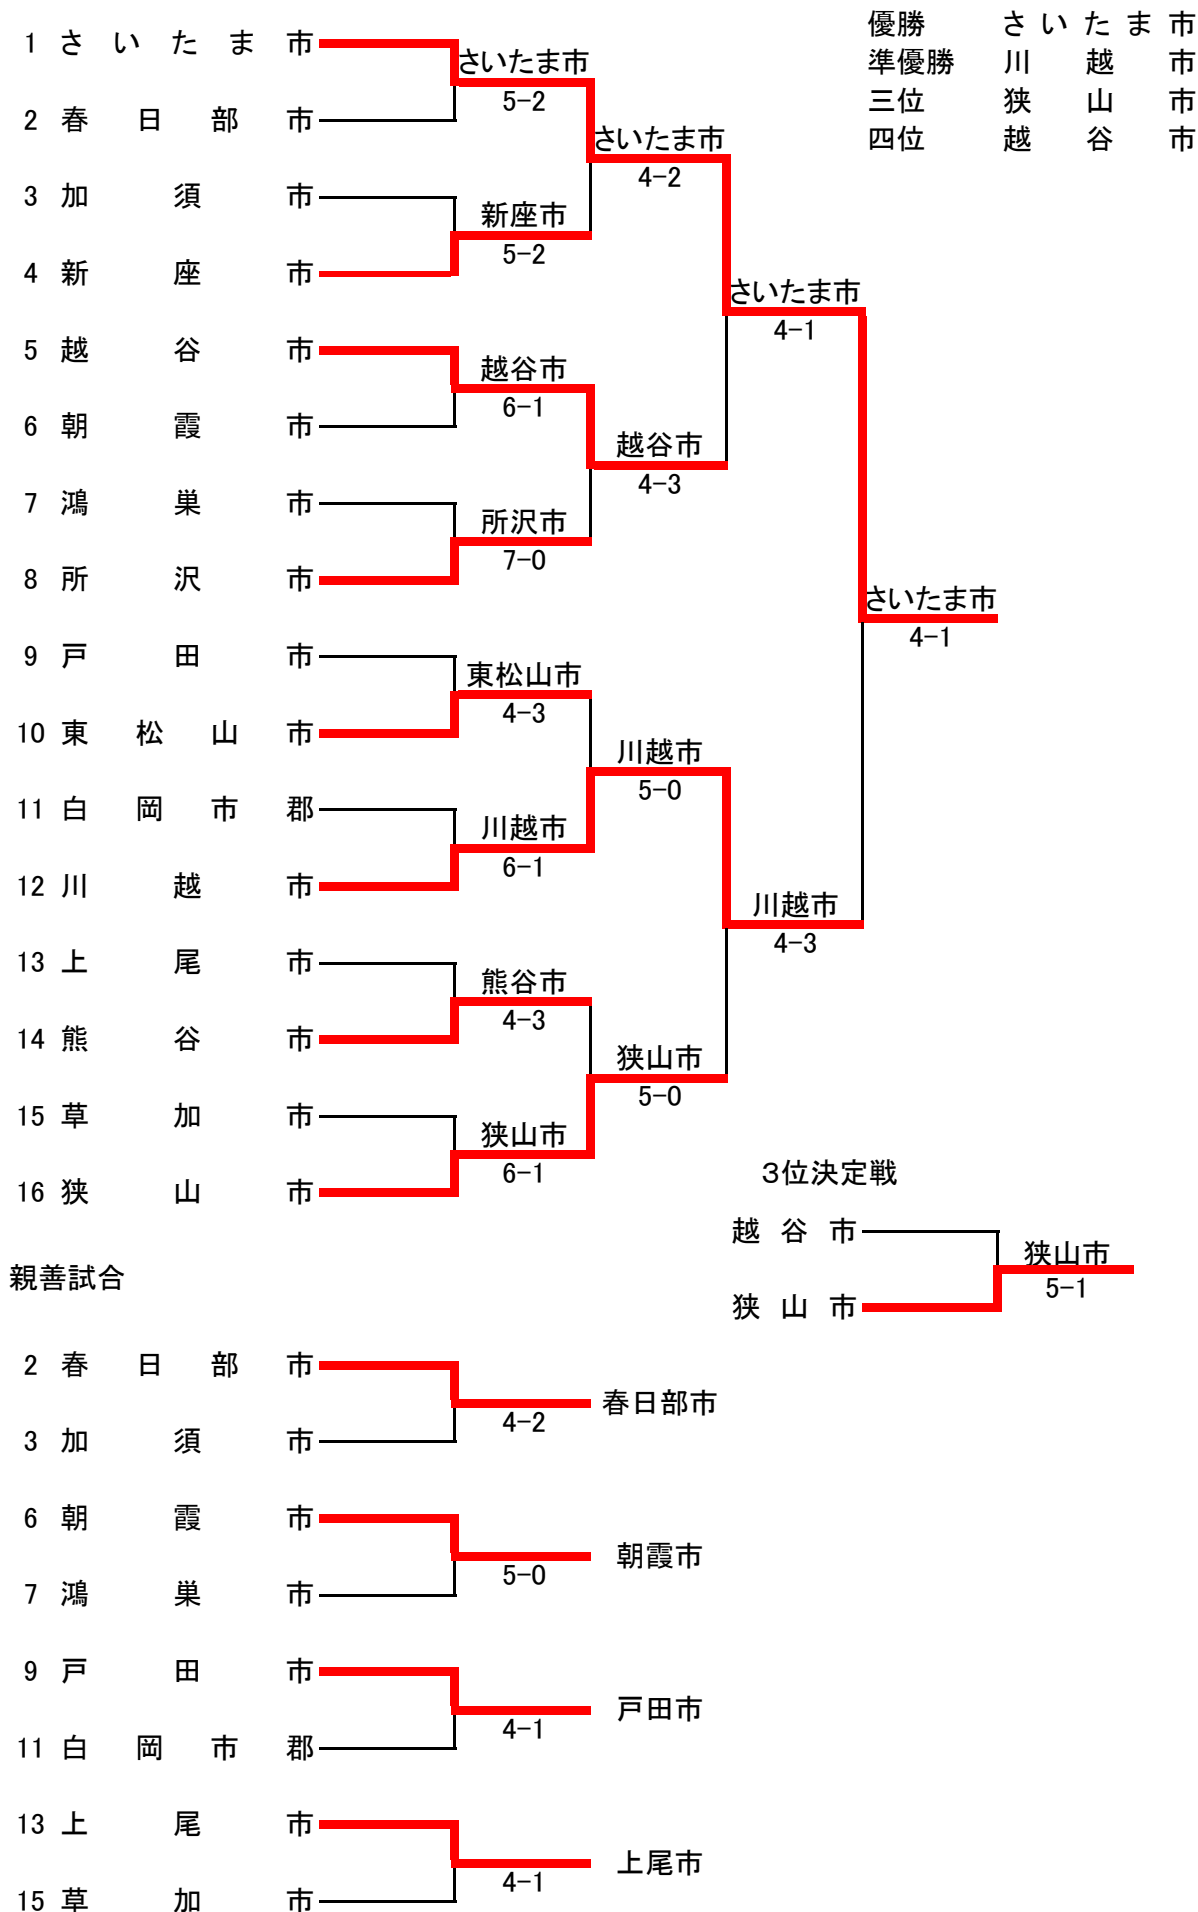 優勝 さいたま市
準優勝 川越市
三位 狭山市
四位 越谷市
1 さいたま市
2 春日部市
3 加須市
4 新座市
5 越谷市
6 朝霞市
7 鴻巣市
8 所沢市
9 戸田市
10 東松山市
11 白岡市郡
12 川越市
13 上尾市
14 熊谷市
15 草加市
16 狭山市
さいたま市
5-2
新座市
5-2
越谷市
6-1
所沢市
7-0
東松山市
4-3
川越市
6-1
熊谷市
4-3
狭山市
6-1
さいたま市
4-2
越谷市
4-3
川越市
5-0
狭山市
5-0
さいたま市
4-1
川越市
4-3
さいたま市
4-1
3位決定戦
越谷市
狭山市
狭山市
5-1
親善試合
2 春日部市
3 加須市
4-2
春日部市
6 朝霞市
7 鴻巣市
5-0
朝霞市
9 戸田市
11 白岡市郡
4-1
戸田市
13 上尾市
15 草加市
4-1
上尾市